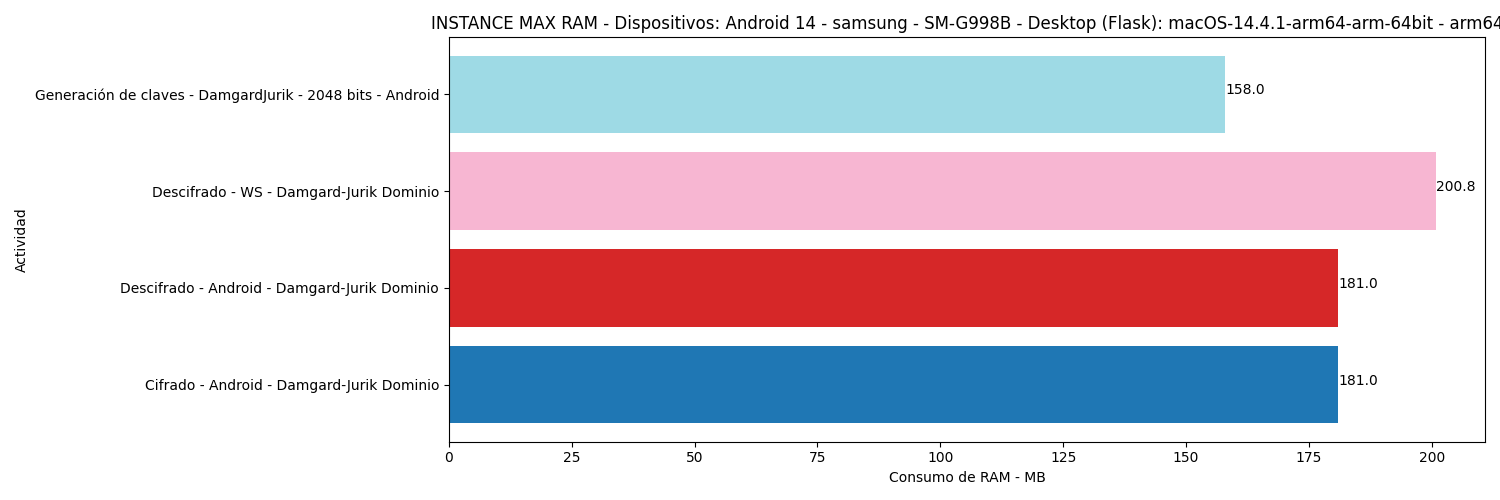 INSTANCE MAX RAM - Dispositivos: Android 14 - samsung - SM-G998B - Desktop (Flask): macOS-14.4.1-arm64-arm-64bit - arm64
Generación de claves - DamgardJurik - 2048 bits - Android
158.0
Descifrado - WS - Damgard-Jurik Dominio
200.8
Descifrado - Android - Damgard-Jurik Dominio
181.0
Cifrado - Android - Damgard-Jurik Dominio
181.0
Actividad
0 25 50 75 100 125 150 175 200
Consumo de RAM - MB